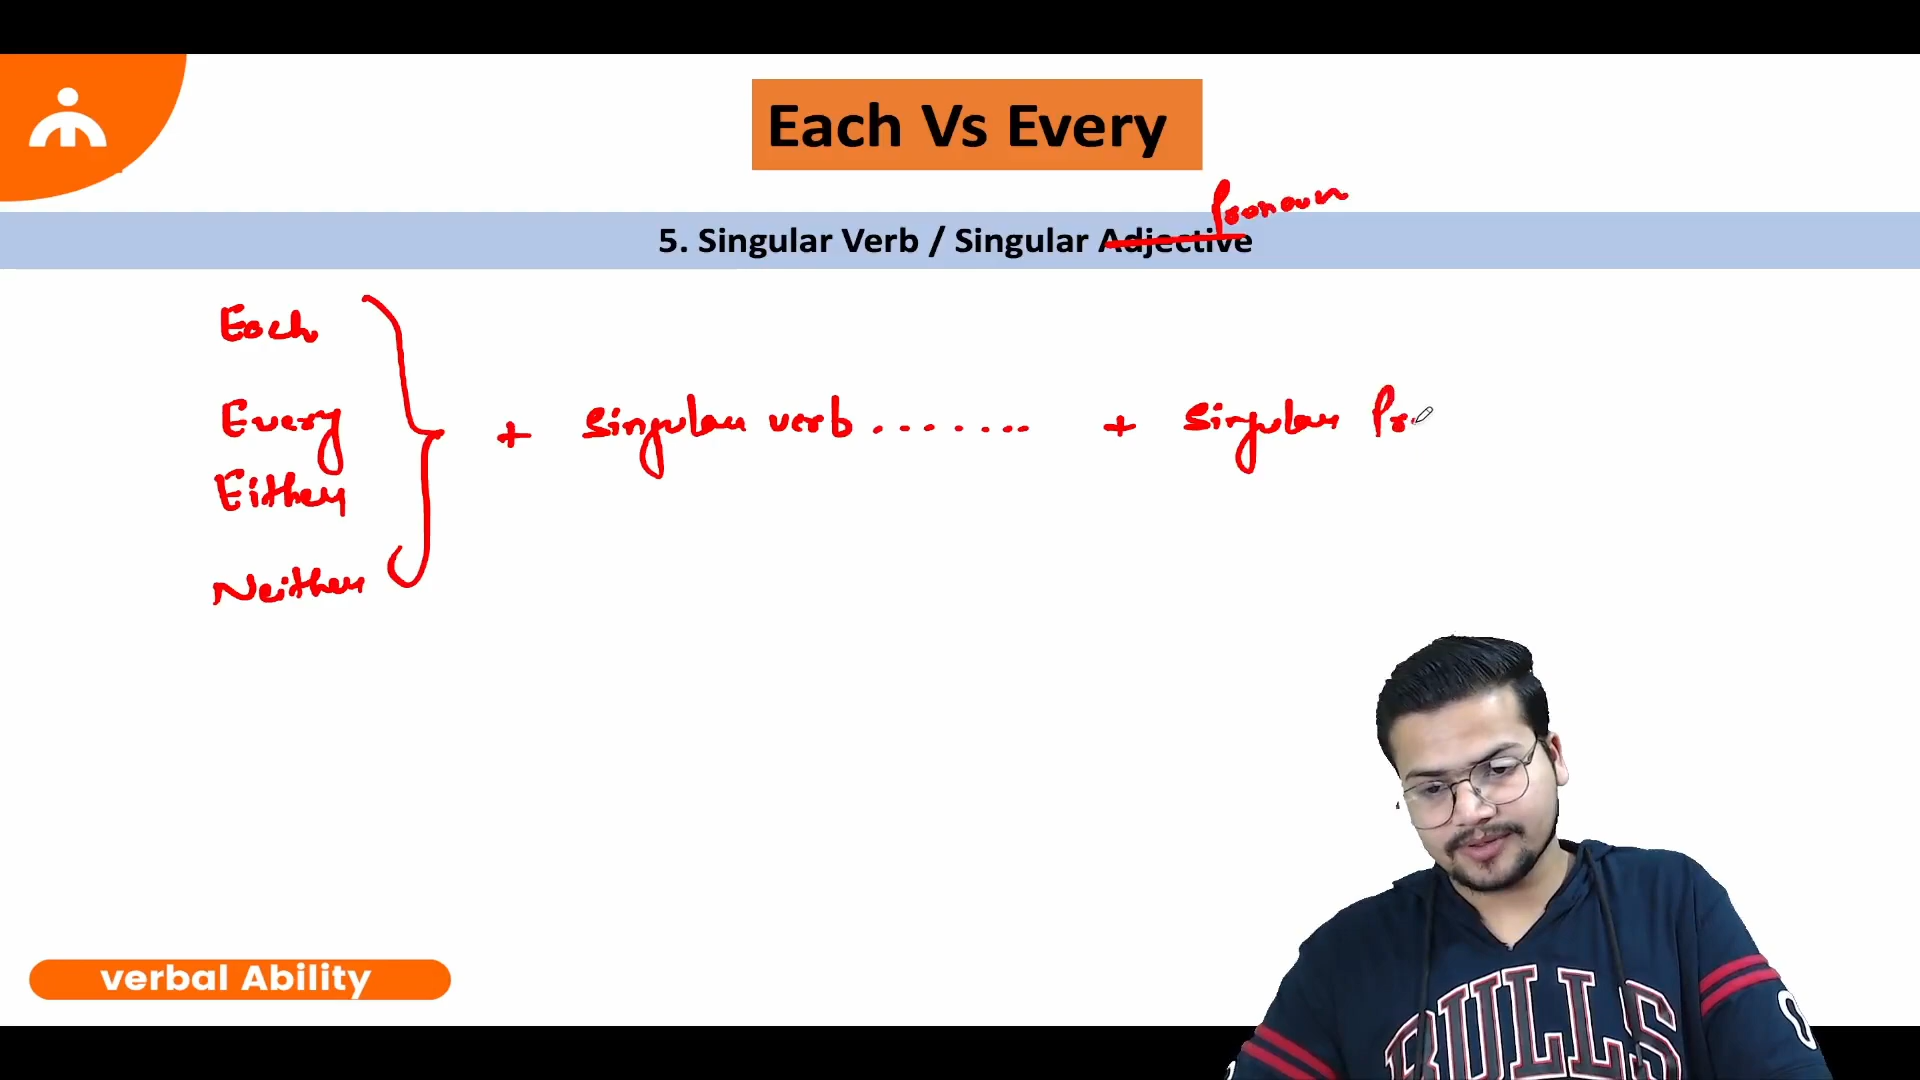 Each Vs Every
Pronoun
5. Singular Verb / Singular Adjective
Each
Every
Either
Neither
+ Singular verb ....... + Singular Pr
verbal Ability
BULLS